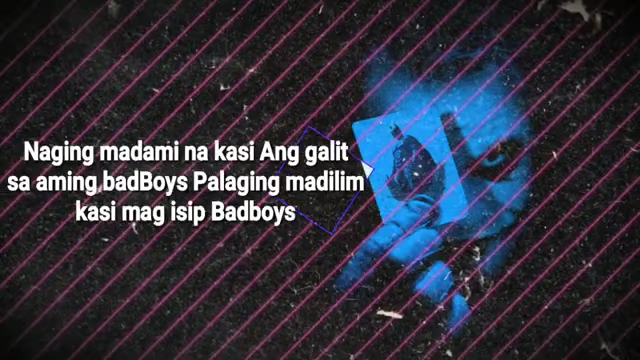 Naging madami na kasi Ang galit
sa aming badBoys Palaging madilim
kasi mag isip Badboys